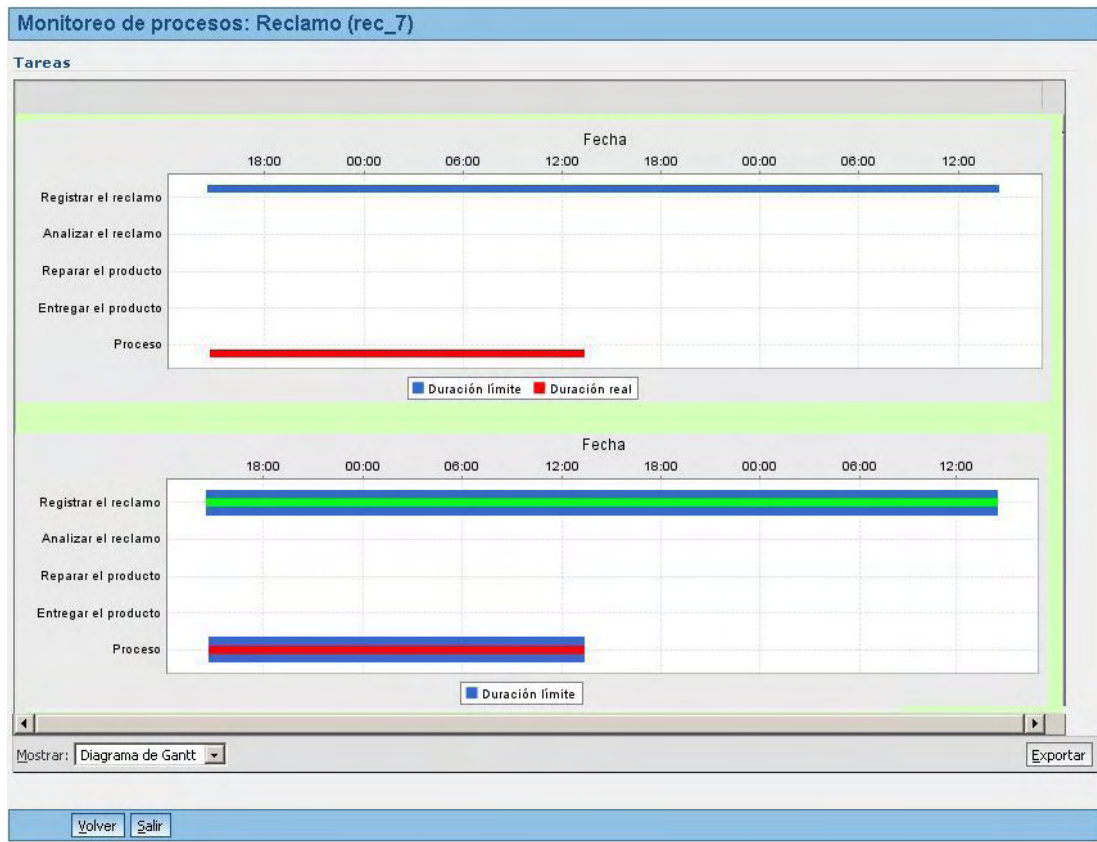 Monitoreo de procesos: Reclamo (rec_7)
Tareas
Fecha
18:00 00:00 06:00 12:00 18:00 00:00 06:00 12:00
Registrar el reclamo
Analizar el reclamo
Reparar el producto
Entregar el producto
Proceso
Duración límite Duración real
Fecha
18:00 00:00 06:00 12:00 18:00 00:00 06:00 12:00
Registrar el reclamo
Analizar el reclamo
Reparar el producto
Entregar el producto
Proceso
Duración límite
Mostrar: Diagrama de Gantt Exportar
Volver Salir